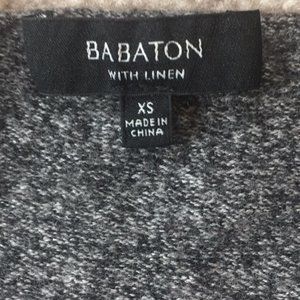 BABATON
WITH LINEN
XS
MADE IN
CHINA